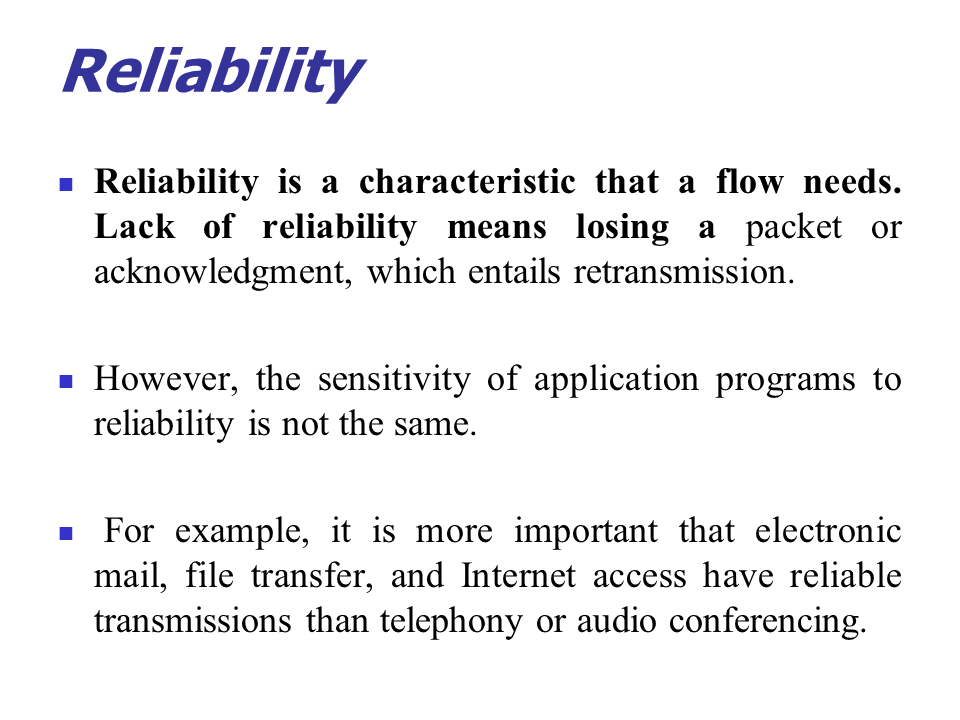 Reliability
Reliability is a characteristic that a flow needs.
Lack of reliability means losing a packet or
acknowledgment, which entails retransmission.
However, the sensitivity of application programs to
reliability is not the same.
For example, it is more important that electronic
mail, file transfer, and Internet access have reliable
transmissions than telephony or audio conferencing.